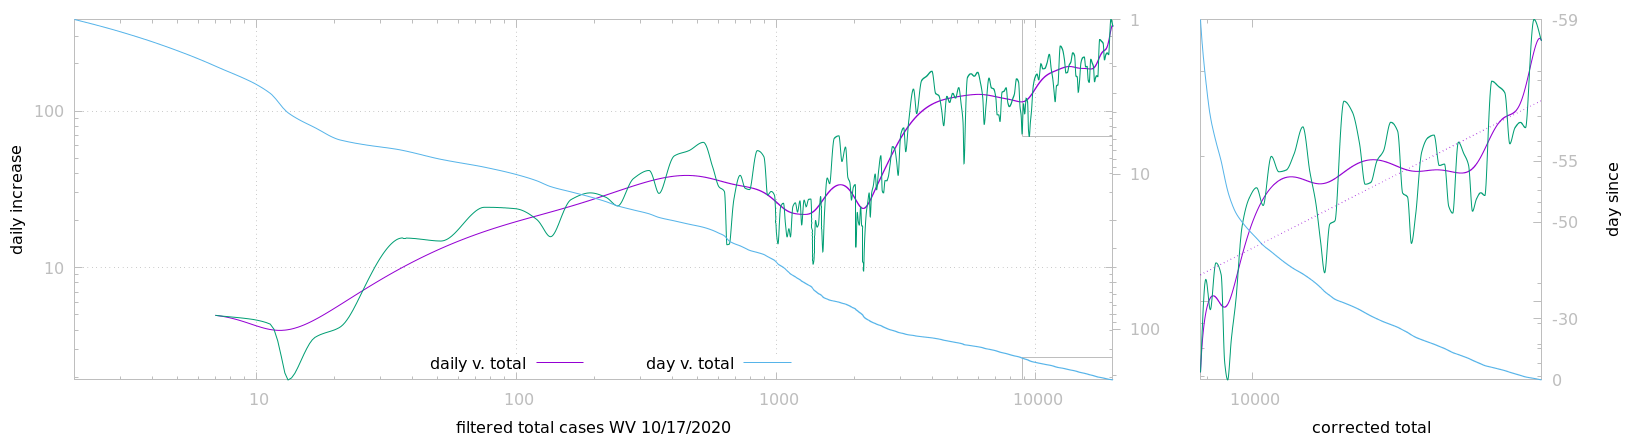 1
-59
100
daily increase
10
-55
-50
day since
10
100
-30
daily v. total
day v. total
0
10
100
1000
10000
10000
filtered total cases WV 10/17/2020
corrected total